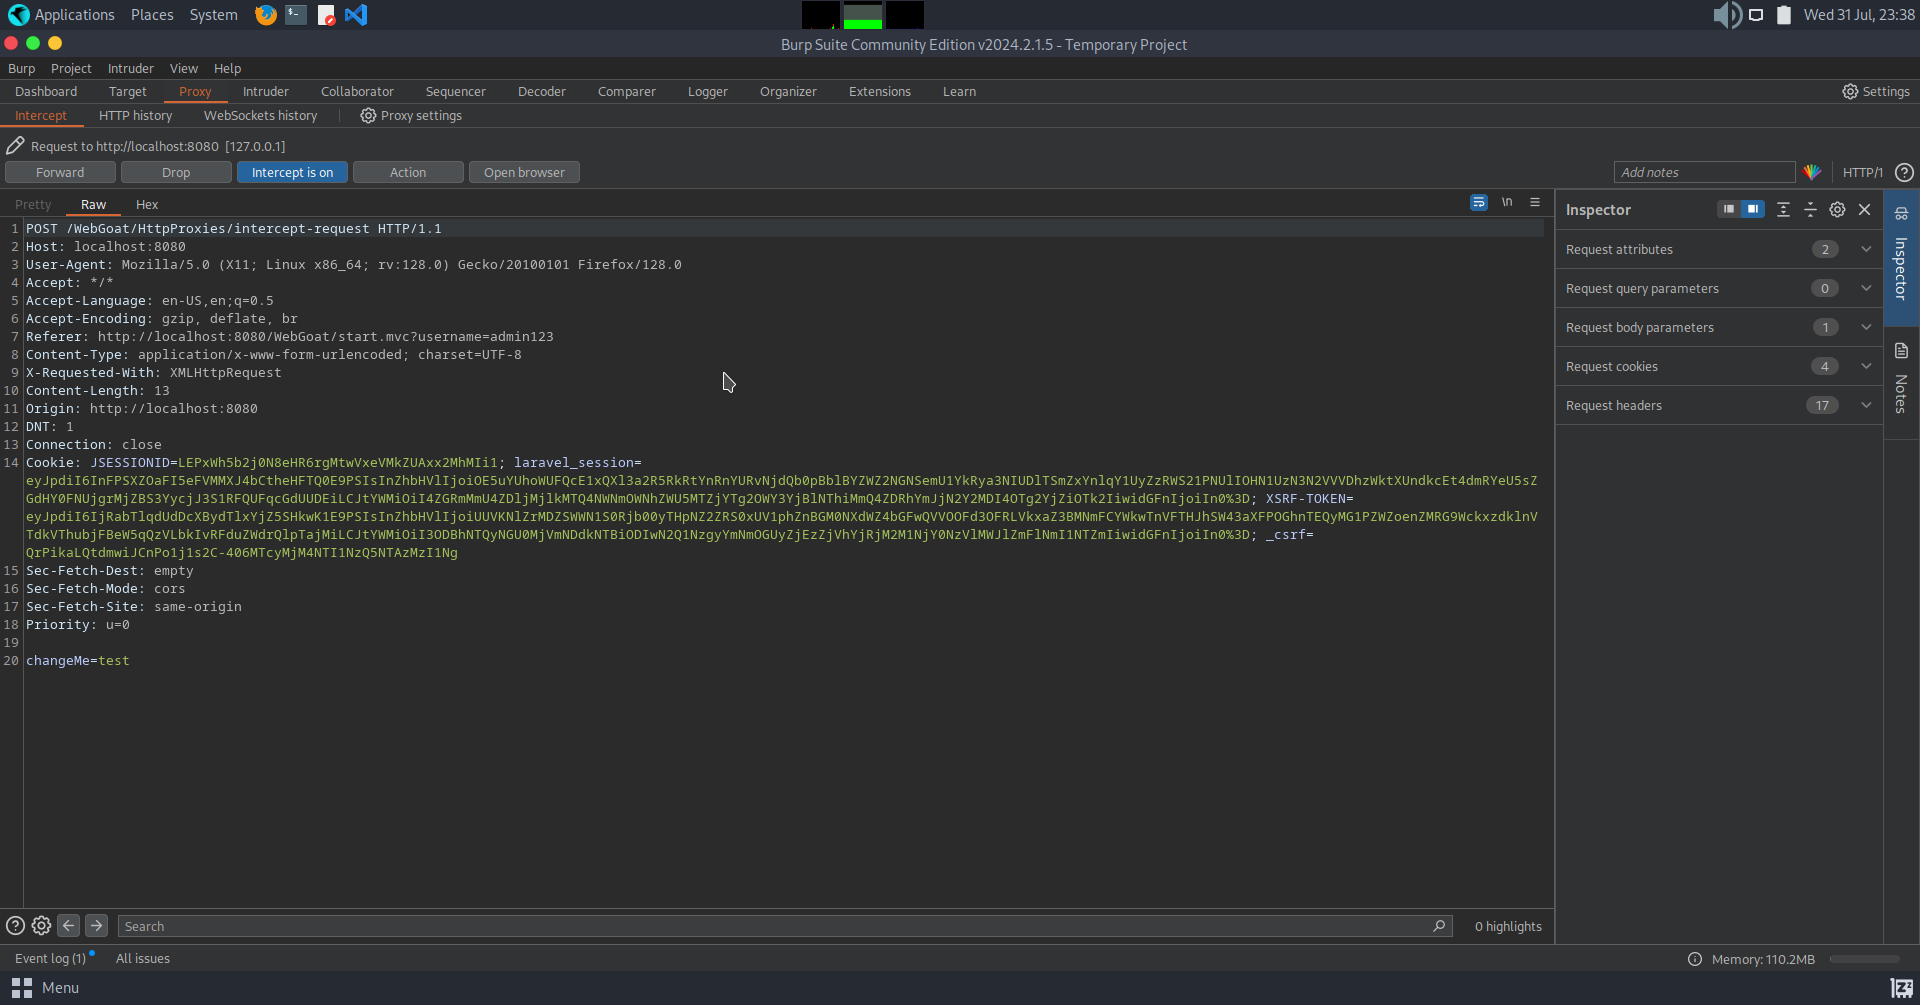 Applications Places System
Wed 31 Jul, 23:38
Burp Suite Community Edition v2024.2.1.5 - Temporary Project
Burp Project Intruder View Help
Dashboard Target Proxy Intruder Collaborator Sequencer Decoder Comparer Logger Organizer Extensions Learn Settings
Intercept HTTP history WebSockets history Proxy settings
Request to http://localhost:8080 [127.0.0.1]
Forward Drop Intercept is on Action Open browser Add notes HTTP/1
Pretty Raw Hex \n
1 POST /WebGoat/HttpProxies/intercept-request HTTP/1.1
2 Host: localhost:8080
3 User-Agent: Mozilla/5.0 (X11; Linux x86_64; rv:128.0) Gecko/20100101 Firefox/128.0
4 Accept: */*
5 Accept-Language: en-US,en;q=0.5
6 Accept-Encoding: gzip, deflate, br
7 Referer: http://localhost:8080/WebGoat/start.mvc?username=admin123
8 Content-Type: application/x-www-form-urlencoded; charset=UTF-8
9 X-Requested-With: XMLHttpRequest
10 Content-Length: 13
11 Origin: http://localhost:8080
12 DNT: 1
13 Connection: close
14 Cookie: JSESSIONID=LEPxWh5b2j0N8eHR6rgMtwVxeVMkZUAxx2MhMIi1; laravel_session=
XSRF-TOKEN=
_csrf=
QrPikaLQtdmwiJCnPo1j1s2C-406MTcyMjM4NTI1NzQ5NTAzMzI1Ng
15 Sec-Fetch-Dest: empty
16 Sec-Fetch-Mode: cors
17 Sec-Fetch-Site: same-origin
18 Priority: u=0
19
20 changeMe=test
Inspector
Request attributes 2
Request query parameters 0
Request body parameters 1
Request cookies 4
Request headers 17
Inspector
Notes
Search
0 highlights
Event log (1) All issues
Memory: 110.2MB
Menu